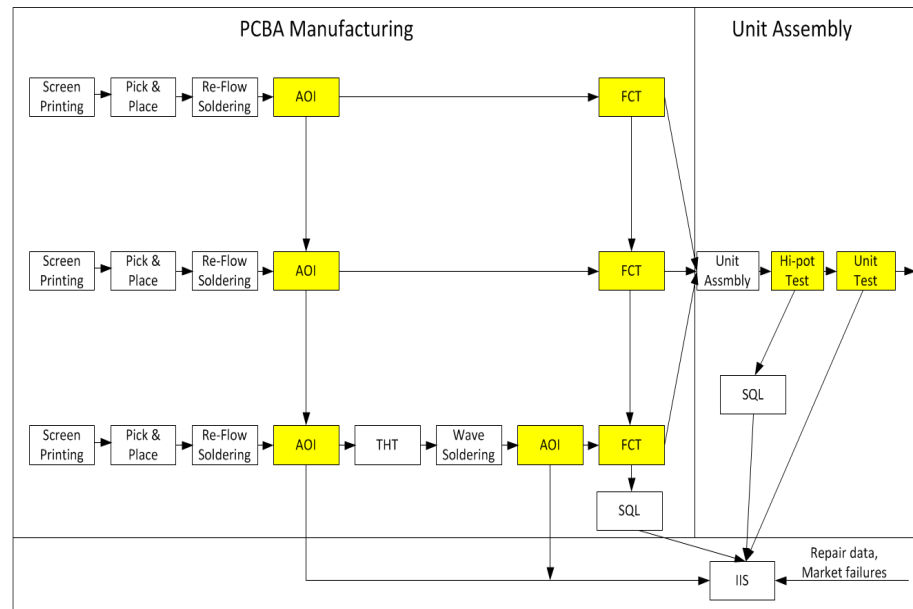 PCBA Manufacturing
Unit Assembly
Screen
Printing
Pick &
Place
Re-Flow
Soldering
AOI
FCT
Screen
Printing
Pick &
Place
Re-Flow
Soldering
AOI
FCT
Unit
Assmbly
Hi-pot
Test
Unit
Test
SQL
Screen
Printing
Pick &
Place
Re-Flow
Soldering
AOI
THT
Wave
Soldering
AOI
FCT
SQL
IIS
Repair data,
Market failures